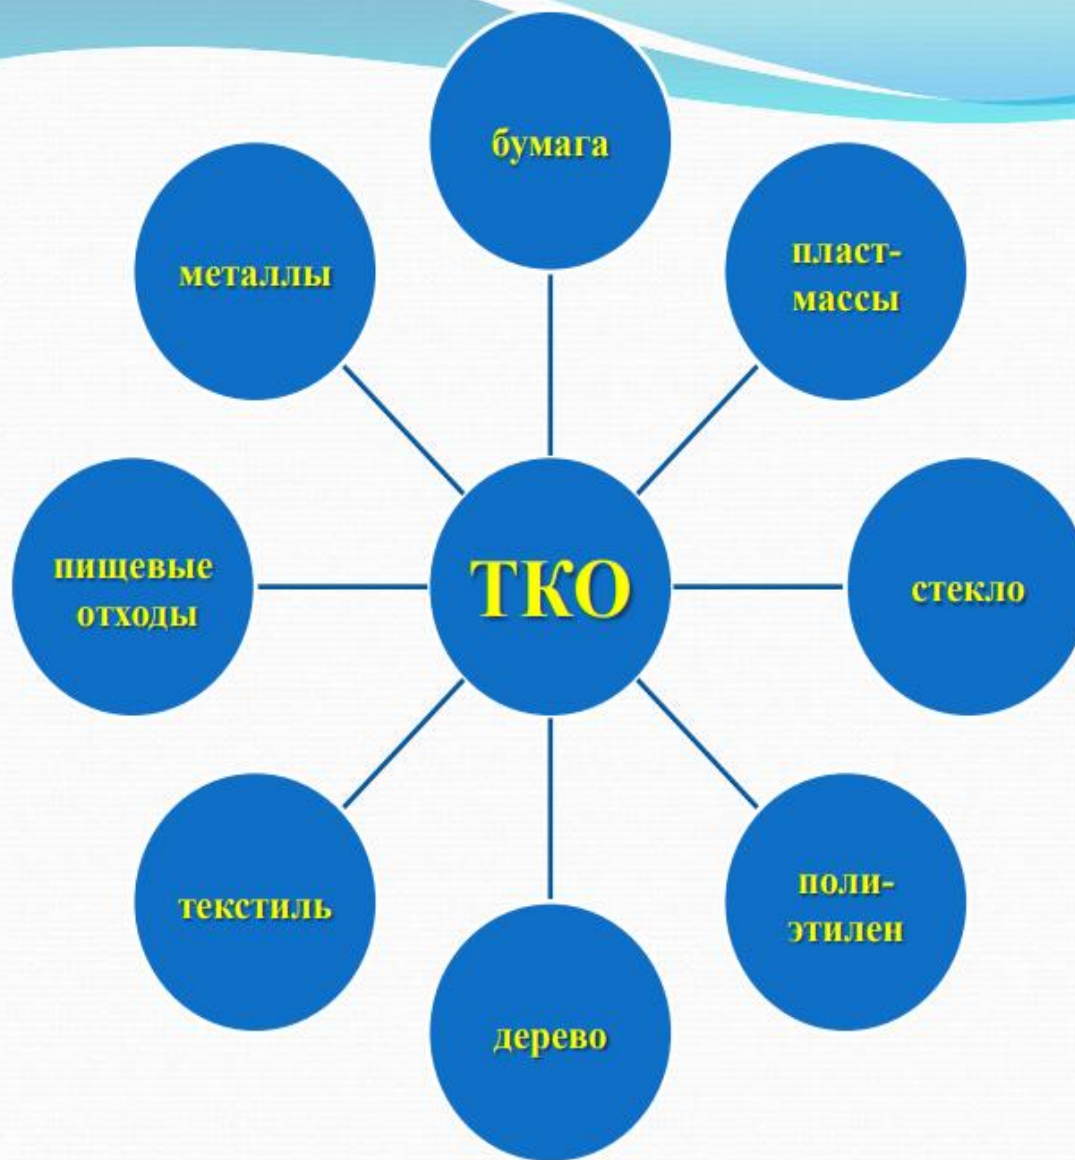 бумага
металлы
пласт-
массы
пищевые
отходы
ТКО
стекло
текстиль
поли-
этилен
дерево